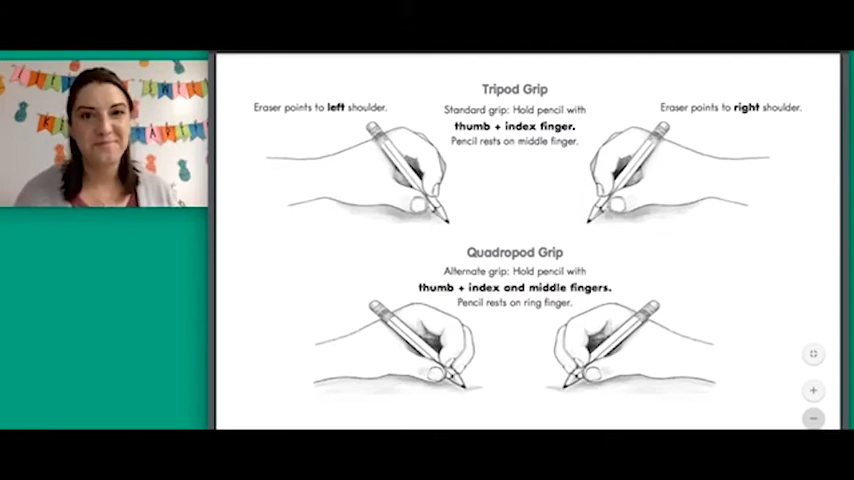 Tripod Grip
Eraser points to left shoulder.
Standard grip: Hold pencil with
thumb + index finger.
Pencil rests on middle finger.
Eraser points to right shoulder.
Quadropod Grip
Alternate grip: Hold pencil with
thumb + index and middle fingers.
Pencil rests on ring finger.